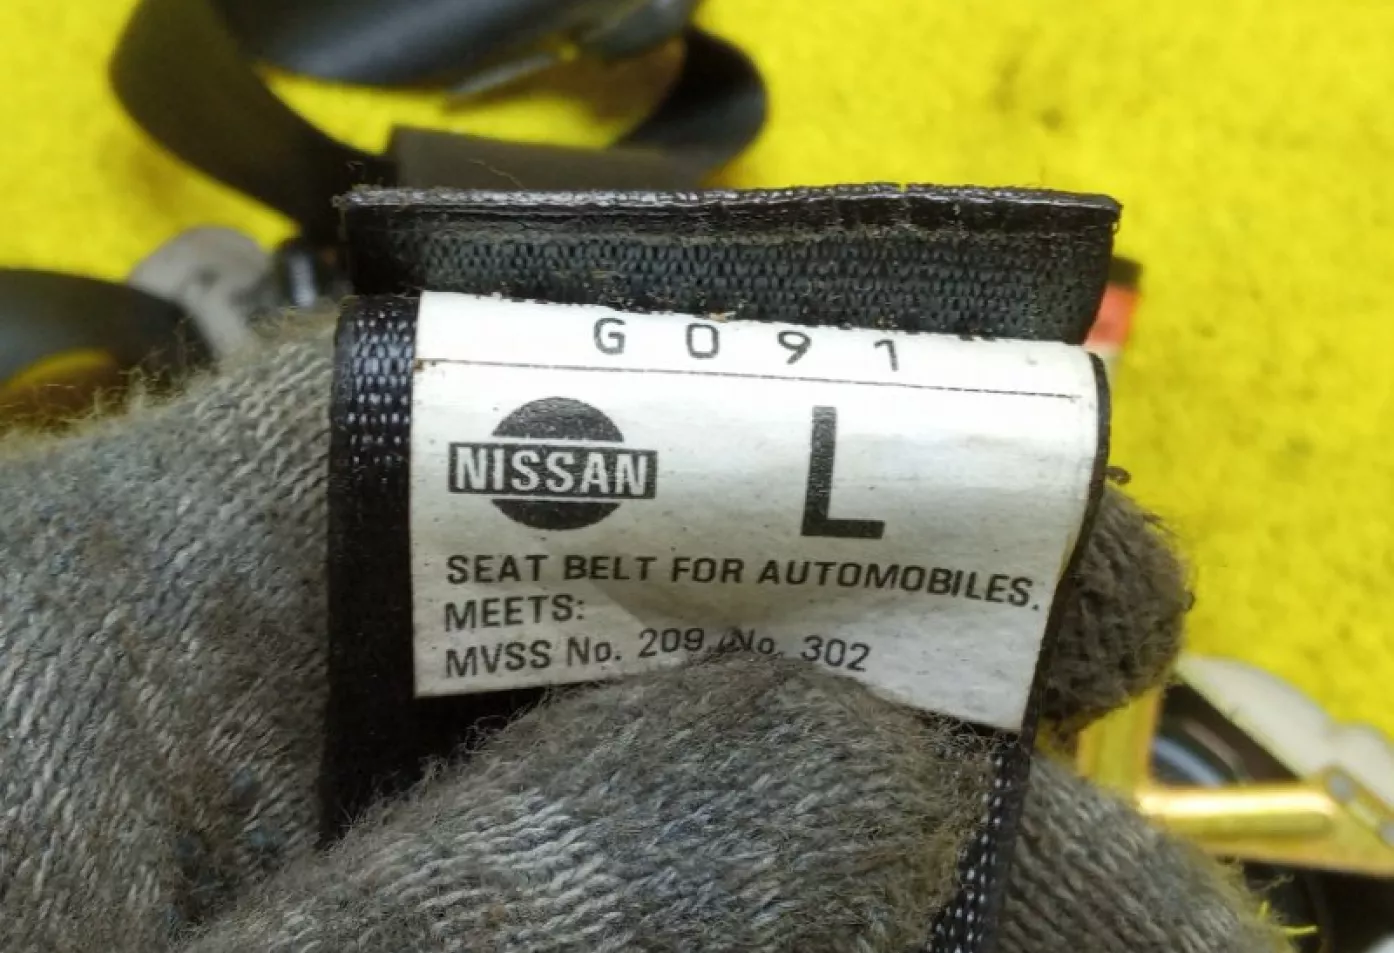 G091
NISSAN
L
SEAT BELT FOR AUTOMOBILES.
MEETS:
MVSS No. 209, No. 302